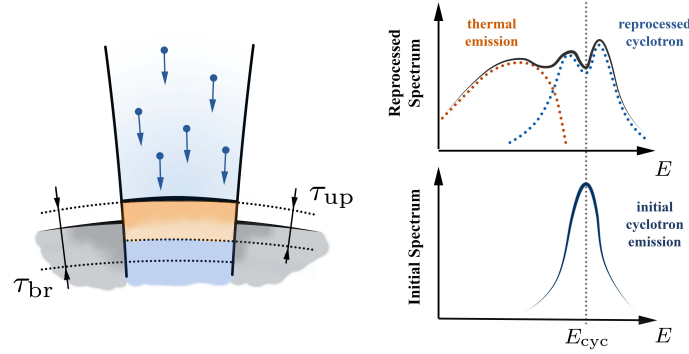 τup
τbr
thermal
emission
reprocessed
cyclotron
Reprocessed
Spectrum
E
initial
cyclotron
emission
Initial Spectrum
Ecyc
E